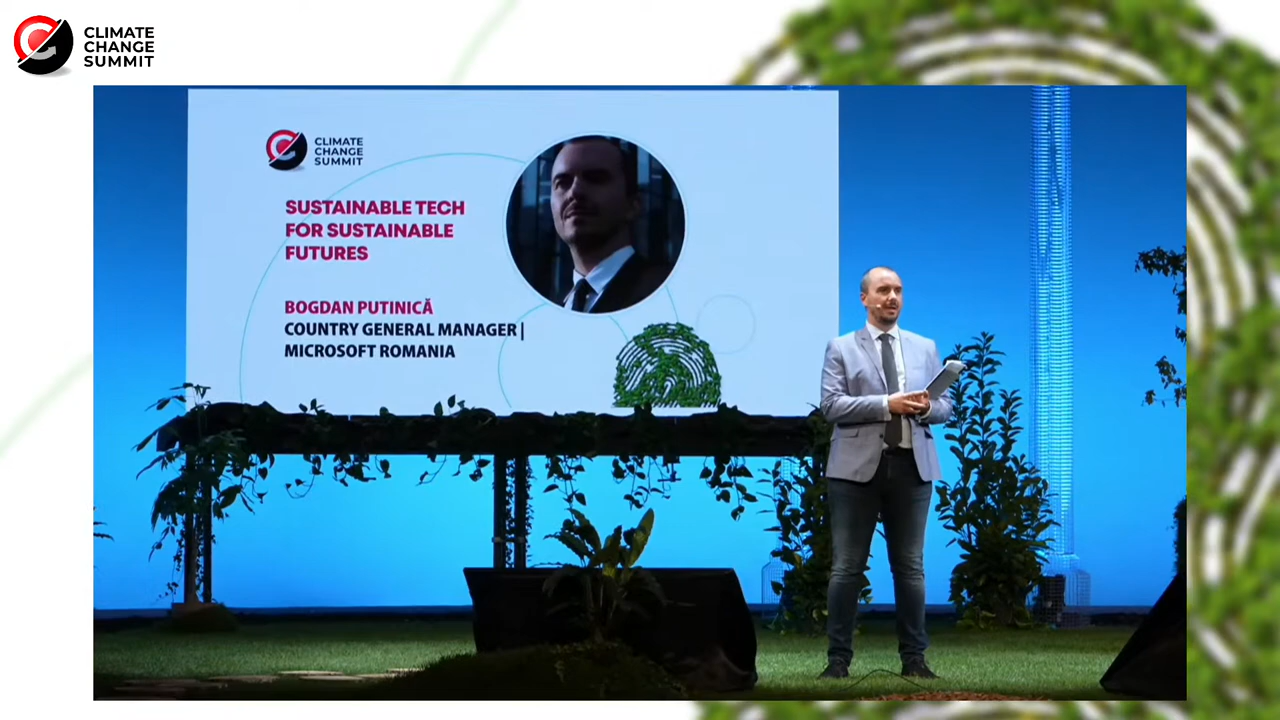 CLIMATE
CHANGE
SUMMIT
CLIMATE
CHANGE
SUMMIT
SUSTAINABLE TECH
FOR SUSTAINABLE
FUTURES
BOGDAN PUTINICĂ
COUNTRY GENERAL MANAGER |
MICROSOFT ROMANIA